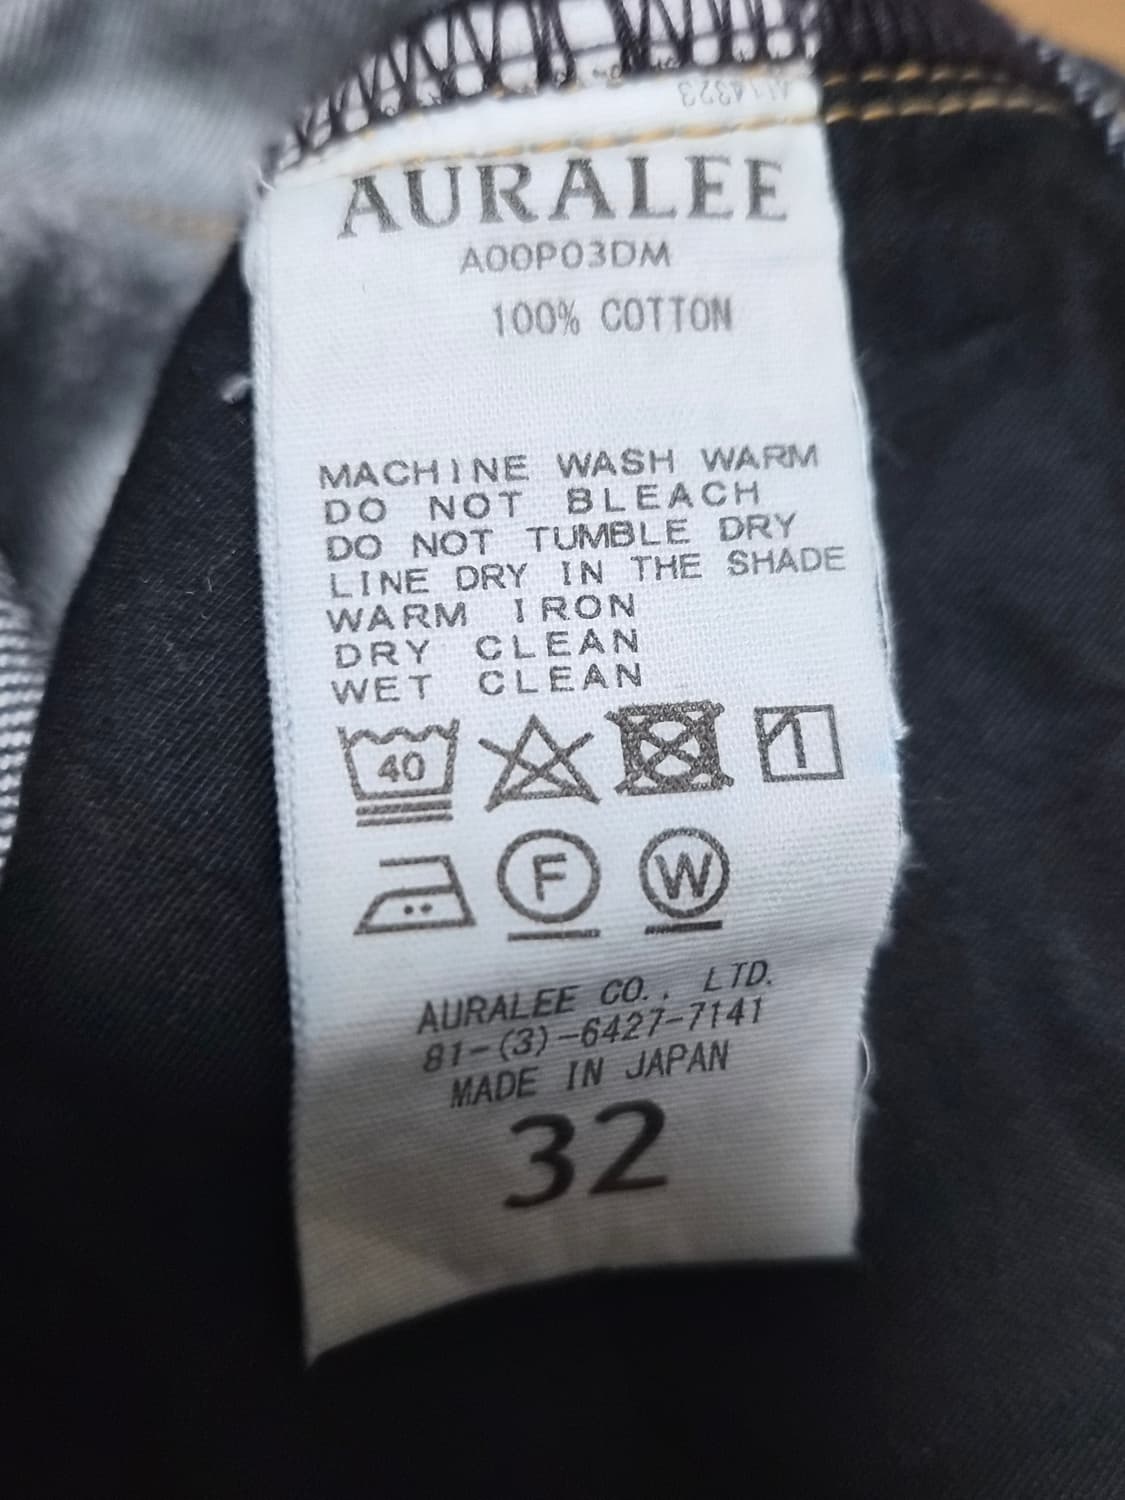 AURALEE
A00P03DM
100% COTTON
MACHINE WASH WARM
DO NOT BLEACH
DO NOT TUMBLE DRY
LINE DRY IN THE SHADE
WARM IRON
DRY CLEAN
WET CLEAN
40
F W
AURALEE CO., LTD.
81-(3)-6427-7141
MADE IN JAPAN
32